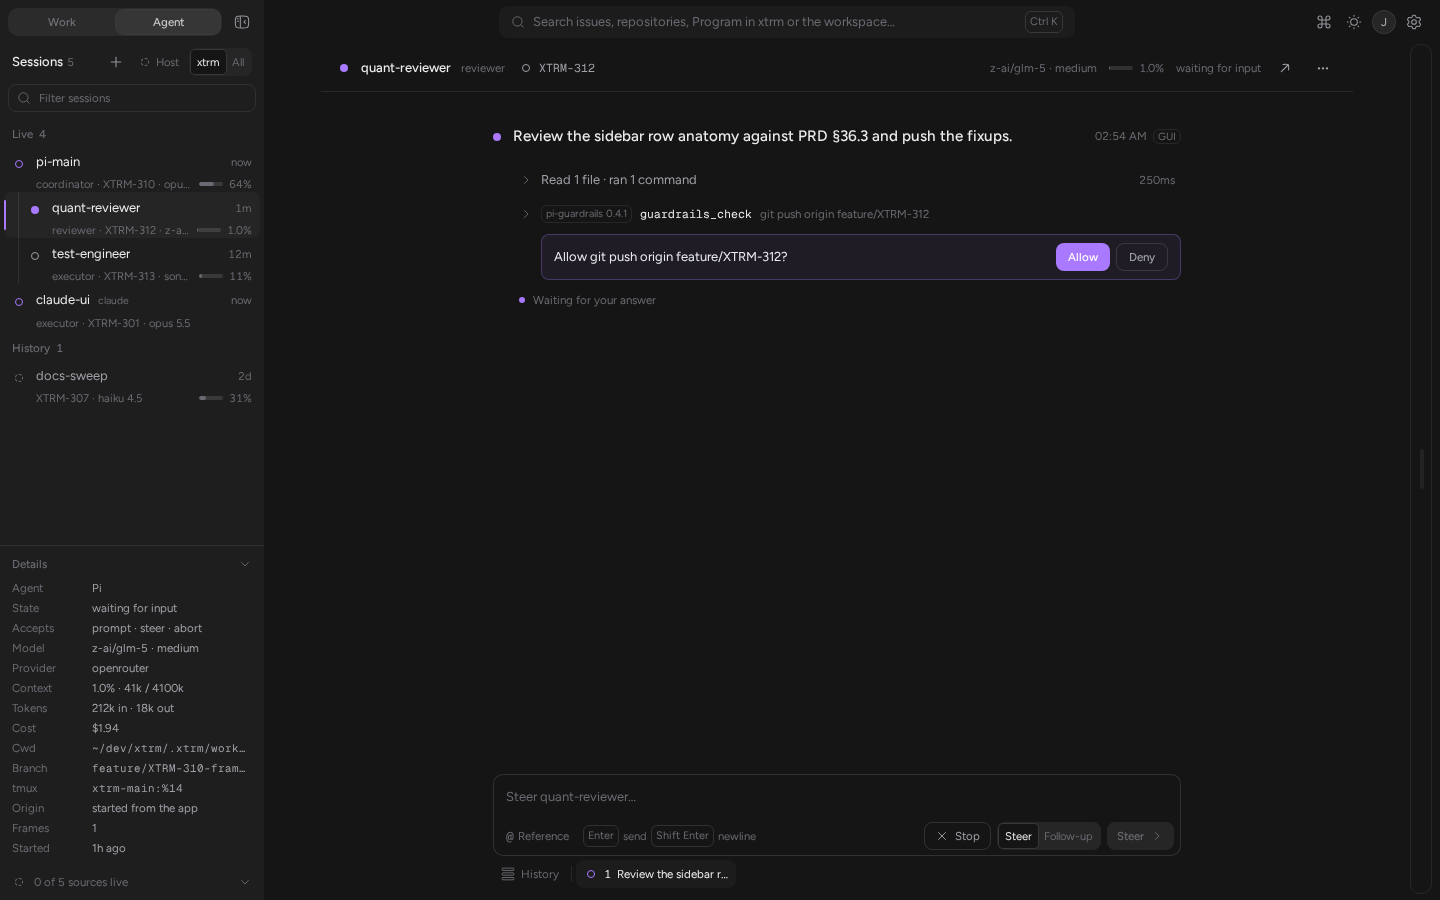 Work
Agent
Search issues, repositories, Program in xtrm or the workspace...
Ctrl K
J
Sessions 5
Host
xtrm
All
Filter sessions
Live 4
pi-main
now
coordinator · XTRM-310 · opu...
64%
quant-reviewer
1m
reviewer · XTRM-312 · z-a...
1.0%
test-engineer
12m
executor · XTRM-313 · son...
11%
claude-ui claude
now
executor · XTRM-301 · opus 5.5
History 1
docs-sweep
2d
XTRM-307 · haiku 4.5
31%
Details
Agent Pi
State waiting for input
Accepts prompt · steer · abort
Model z-ai/glm-5 · medium
Provider openrouter
Context 1.0% · 41k / 4100k
Tokens 212k in · 18k out
Cost $1.94
Cwd ~/dev/xtrm/.xtrm/work…
Branch feature/XTRM-310-fram…
tmux xtrm-main:%14
Origin started from the app
Frames 1
Started 1h ago
0 of 5 sources live
quant-reviewer reviewer XTRM-312
z-ai/glm-5 · medium 1.0% waiting for input
Review the sidebar row anatomy against PRD §36.3 and push the fixups.
02:54 AM GUI
Read 1 file · ran 1 command
250ms
pi-guardrails 0.4.1 guardrails_check git push origin feature/XTRM-312
Allow git push origin feature/XTRM-312?
Allow
Deny
Waiting for your answer
Steer quant-reviewer...
@ Reference Enter send Shift Enter newline
Stop
Steer
Follow-up
Steer
History
1 Review the sidebar r...